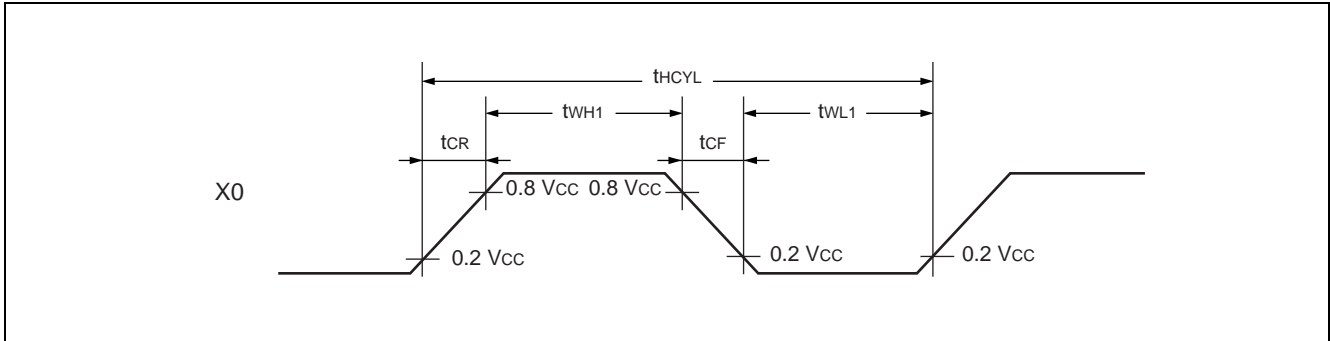 tHCYL
tWH1
tWL1
tCR
tCF
X0
0.8 VCC 0.8 VCC
0.2 VCC
0.2 VCC
0.2 VCC